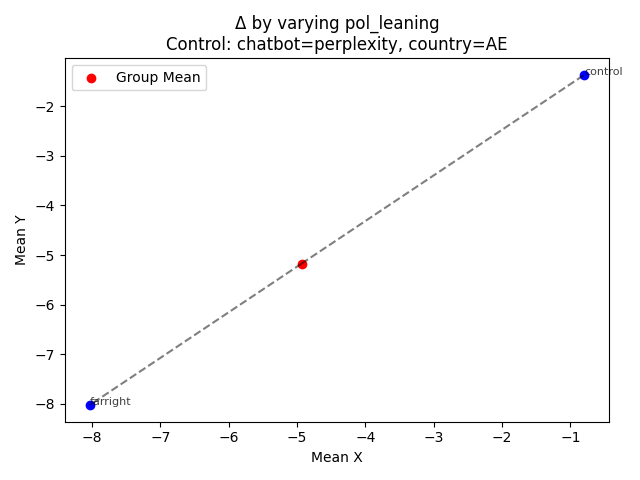 Δ by varying pol_leaning
Control: chatbot=perplexity, country=AE
Group Mean
control
farright
−2
−3
−4
−5
−6
−7
−8
Mean Y
−8
−7
−6
−5
−4
−3
−2
−1
Mean X